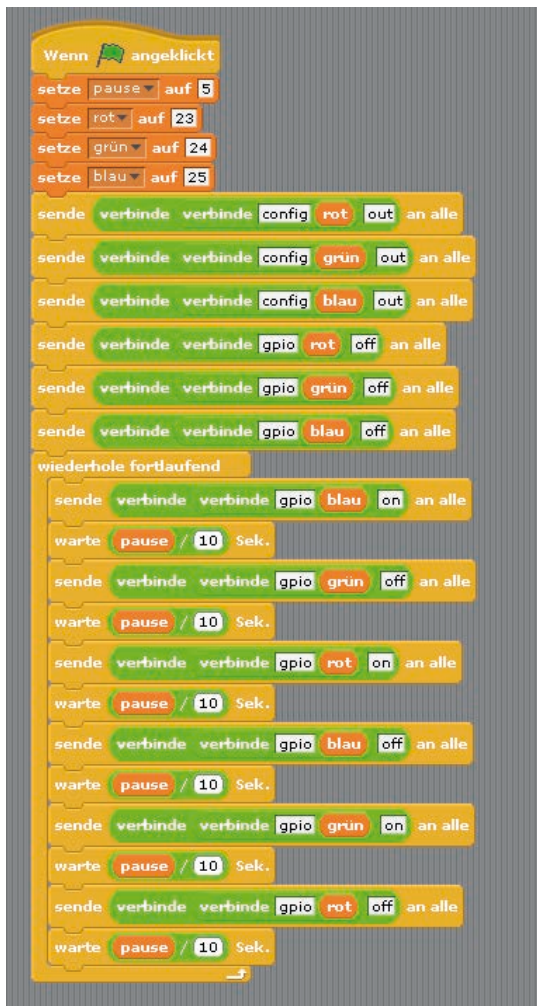 Wenn angeklickt
setze pause auf 5
setze rot auf 23
setze grün auf 24
setze blau auf 25
sende verbinde verbinde config rot out an alle
sende verbinde verbinde config grün out an alle
sende verbinde verbinde config blau out an alle
sende verbinde verbinde gpio rot off an alle
sende verbinde verbinde gpio grün off an alle
sende verbinde verbinde gpio blau off an alle
wiederhole fortlaufend
sende verbinde verbinde gpio blau on an alle
warte pause / 10 Sek.
sende verbinde verbinde gpio grün off an alle
warte pause / 10 Sek.
sende verbinde verbinde gpio rot on an alle
warte pause / 10 Sek.
sende verbinde verbinde gpio blau off an alle
warte pause / 10 Sek.
sende verbinde verbinde gpio grün on an alle
warte pause / 10 Sek.
sende verbinde verbinde gpio rot off an alle
warte pause / 10 Sek.